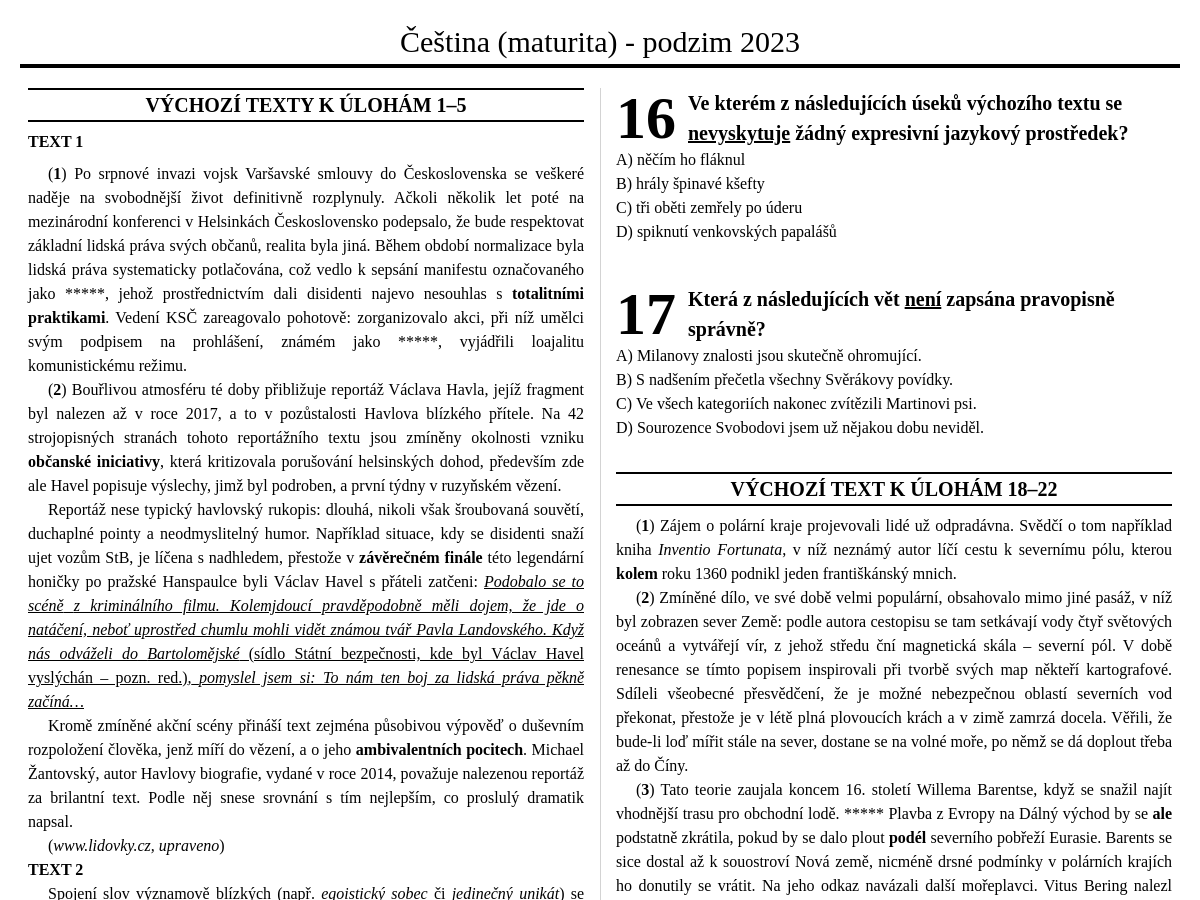 Čeština (maturita) - podzim 2023
VÝCHOZÍ TEXTY K ÚLOHÁM 1–5
TEXT 1
(1) Po srpnové invazi vojsk Varšavské smlouvy do Československa se veškeré
naděje na svobodnější život definitivně rozplynuly. Ačkoli několik let poté na
mezinárodní konferenci v Helsinkách Československo podepsalo, že bude respektovat
základní lidská práva svých občanů, realita byla jiná. Během období normalizace byla
lidská práva systematicky potlačována, což vedlo k sepsání manifestu označovaného
jako *****, jehož prostřednictvím dali disidenti najevo nesouhlas s totalitními
praktikami. Vedení KSČ zareagovalo pohotově: zorganizovalo akci, při níž umělci
svým podpisem na prohlášení, známém jako *****, vyjádřili loajalitu
komunistickému režimu.
(2) Bouřlivou atmosféru té doby přibližuje reportáž Václava Havla, jejíž fragment
byl nalezen až v roce 2017, a to v pozůstalosti Havlova blízkého přítele. Na 42
strojopisných stranách tohoto reportážního textu jsou zmíněny okolnosti vzniku
občanské iniciativy, která kritizovala porušování helsinských dohod, především zde
ale Havel popisuje výslechy, jimž byl podroben, a první týdny v ruzyňském vězení.
Reportáž nese typický havlovský rukopis: dlouhá, nikoli však šroubovaná souvětí,
duchaplné pointy a neodmyslitelný humor. Například situace, kdy se disidenti snaží
ujet vozům StB, je líčena s nadhledem, přestože v závěrečném finále této legendární
honičky po pražské Hanspaulce byli Václav Havel s přáteli zatčeni: Podobalo se to
scéně z kriminálního filmu. Kolemjdoucí pravděpodobně měli dojem, že jde o
natáčení, neboť uprostřed chumlu mohli vidět známou tvář Pavla Landovského. Když
nás odváželi do Bartolomějské (sídlo Státní bezpečnosti, kde byl Václav Havel
vyslýchán – pozn. red.), pomyslel jsem si: To nám ten boj za lidská práva pěkně
začíná…
Kromě zmíněné akční scény přináší text zejména působivou výpověď o duševním
rozpoložení člověka, jenž míří do vězení, a o jeho ambivalentních pocitech. Michael
Žantovský, autor Havlovy biografie, vydané v roce 2014, považuje nalezenou reportáž
za brilantní text. Podle něj snese srovnání s tím nejlepším, co proslulý dramatik
napsal.
(www.lidovky.cz, upraveno)
TEXT 2
Spojení slov významově blízkých (např. egoistický sobec či jedinečný unikát) se
16 Ve kterém z následujících úseků výchozího textu se
nevyskytuje žádný expresivní jazykový prostředek?
A) něčím ho fláknul
B) hrály špinavé kšefty
C) tři oběti zemřely po úderu
D) spiknutí venkovských papalášů
17 Která z následujících vět není zapsána pravopisně
správně?
A) Milanovy znalosti jsou skutečně ohromující.
B) S nadšením přečetla všechny Svěrákovy povídky.
C) Ve všech kategoriích nakonec zvítězili Martinovi psi.
D) Sourozence Svobodovi jsem už nějakou dobu neviděl.
VÝCHOZÍ TEXT K ÚLOHÁM 18–22
(1) Zájem o polární kraje projevovali lidé už odpradávna. Svědčí o tom například
kniha Inventio Fortunata, v níž neznámý autor líčí cestu k severnímu pólu, kterou
kolem roku 1360 podnikl jeden františkánský mnich.
(2) Zmíněné dílo, ve své době velmi populární, obsahovalo mimo jiné pasáž, v níž
byl zobrazen sever Země: podle autora cestopisu se tam setkávají vody čtyř světových
oceánů a vytvářejí vír, z jehož středu ční magnetická skála – severní pól. V době
renesance se tímto popisem inspirovali při tvorbě svých map někteří kartografové.
Sdíleli všeobecné přesvědčení, že je možné nebezpečnou oblastí severních vod
překonat, přestože je v létě plná plovoucích krách a v zimě zamrzá docela. Věřili, že
bude-li loď mířit stále na sever, dostane se na volné moře, po němž se dá doplout třeba
až do Číny.
(3) Tato teorie zaujala koncem 16. století Willema Barentse, když se snažil najít
vhodnější trasu pro obchodní lodě. ***** Plavba z Evropy na Dálný východ by se ale
podstatně zkrátila, pokud by se dalo plout podél severního pobřeží Eurasie. Barents se
sice dostal až k souostroví Nová země, nicméně drsné podmínky v polárních krajích
ho donutily se vrátit. Na jeho odkaz navázali další mořeplavci. Vitus Bering nalezl